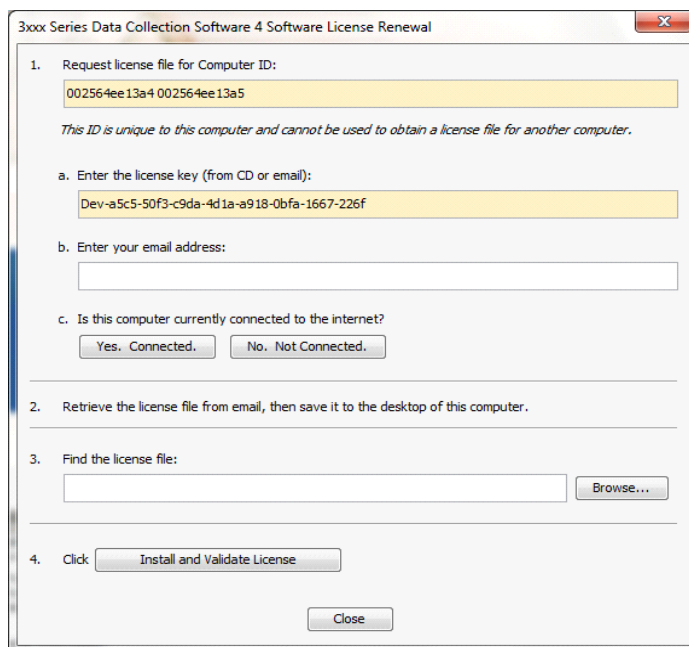 3xxx Series Data Collection Software 4 Software License Renewal
1. Request license file for Computer ID:
002564ee13a4 002564ee13a5
This ID is unique to this computer and cannot be used to obtain a license file for another computer.
a. Enter the license key (from CD or email):
Dev-a5c5-50f3-c9da-4d1a-a918-0bfa-1667-226f
b. Enter your email address:
c. Is this computer currently connected to the internet?
Yes. Connected. No. Not Connected.
2. Retrieve the license file from email, then save it to the desktop of this computer.
3. Find the license file:
Browse...
4. Click Install and Validate License
Close